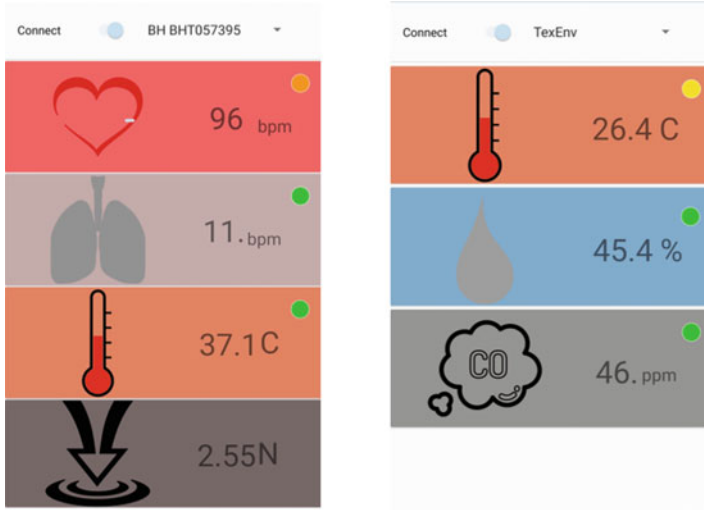 Connect BH BHT057395
96 bpm
11. bpm
37.1 C
2.55N
Connect TexEnv
26.4 C
45.4 %
CO
46. ppm